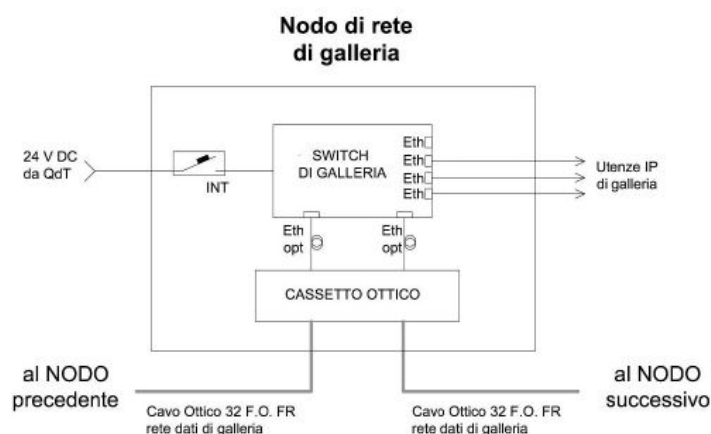 Nodo di rete
di galleria
24 V DC
da QdT
INT
SWITCH
DI GALLERIA
Eth
Eth
Eth
Eth
Utenze IP
di galleria
Eth
opt
Eth
opt
CASSETTO OTTICO
al NODO
precedente
Cavo Ottico 32 F.O. FR
rete dati di galleria
Cavo Ottico 32 F.O. FR
rete dati di galleria
al NODO
successivo